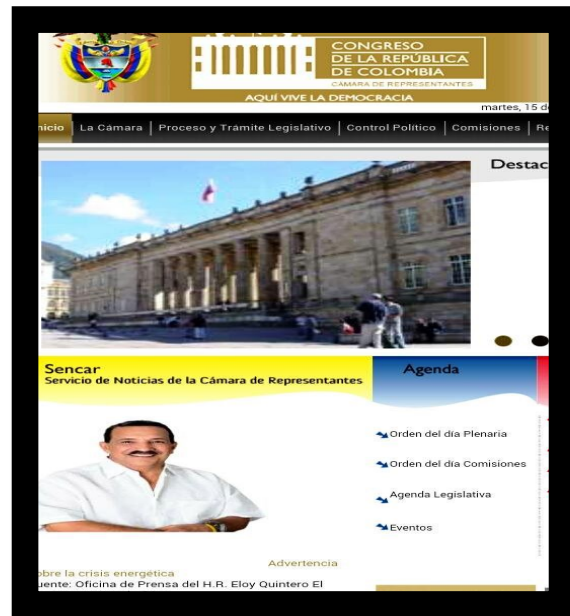 CONGRESO
DE LA REPÚBLICA
DE COLOMBIA
CÁMARA DE REPRESENTANTES
AQUÍ VIVE LA DEMOCRACIA
martes, 15 d
nicio | La Cámara | Proceso y Trámite Legislativo | Control Político | Comisiones | Re
Destac
Sencar
Servicio de Noticias de la Cámara de Representantes
Agenda
Orden del día Plenaria
Orden del día Comisiones
Agenda Legislativa
Eventos
Advertencia
obre la crisis energética
uente: Oficina de Prensa del H.R. Eloy Quintero El